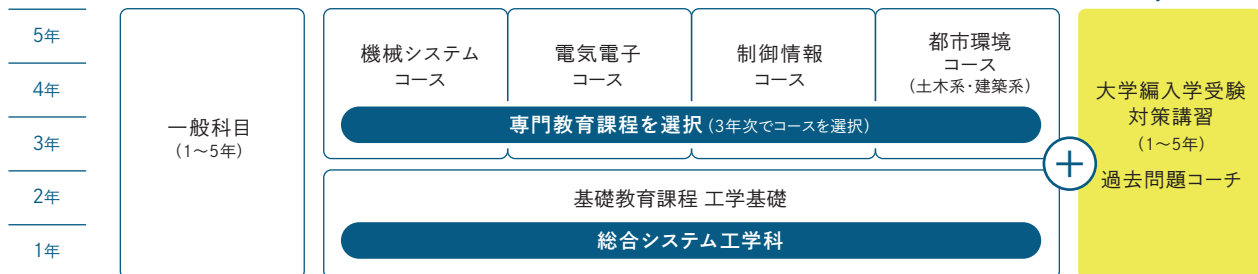 5年
4年
3年
2年
1年
一般科目
(1〜5年)
機械システム
コース
電気電子
コース
制御情報
コース
都市環境
コース
(土木系・建築系)
専門教育課程を選択 (3年次でコースを選択)
基礎教育課程 工学基礎
総合システム工学科
+
大学編入学受験
対策講習
(1〜5年)
過去問題コーチ